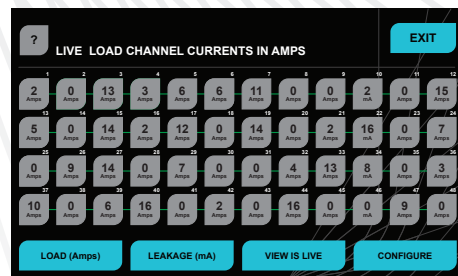 ?
LIVE LOAD CHANNEL CURRENTS IN AMPS
EXIT
1 2 3 4 5 6 7 8 9 10 11 12
2 0 13 3 6 6 11 0 0 2 0 15
Amps Amps Amps Amps Amps Amps Amps Amps Amps mA Amps Amps
13 14 15 16 17 18 19 20 21 22 23 24
5 0 14 2 12 0 14 0 2 16 0 7
Amps Amps Amps Amps Amps Amps Amps Amps Amps mA Amps Amps
25 26 27 28 29 30 31 32 33 34 35 36
0 9 14 0 7 0 0 4 13 8 0 3
Amps Amps Amps Amps Amps Amps Amps Amps Amps mA Amps Amps
37 38 39 40 41 42 43 44 45 46 47 48
10 0 6 16 0 2 0 16 0 0 9 0
Amps Amps Amps Amps Amps Amps Amps Amps Amps mA Amps Amps
LOAD (Amps) LEAKAGE (mA) VIEW IS LIVE CONFIGURE